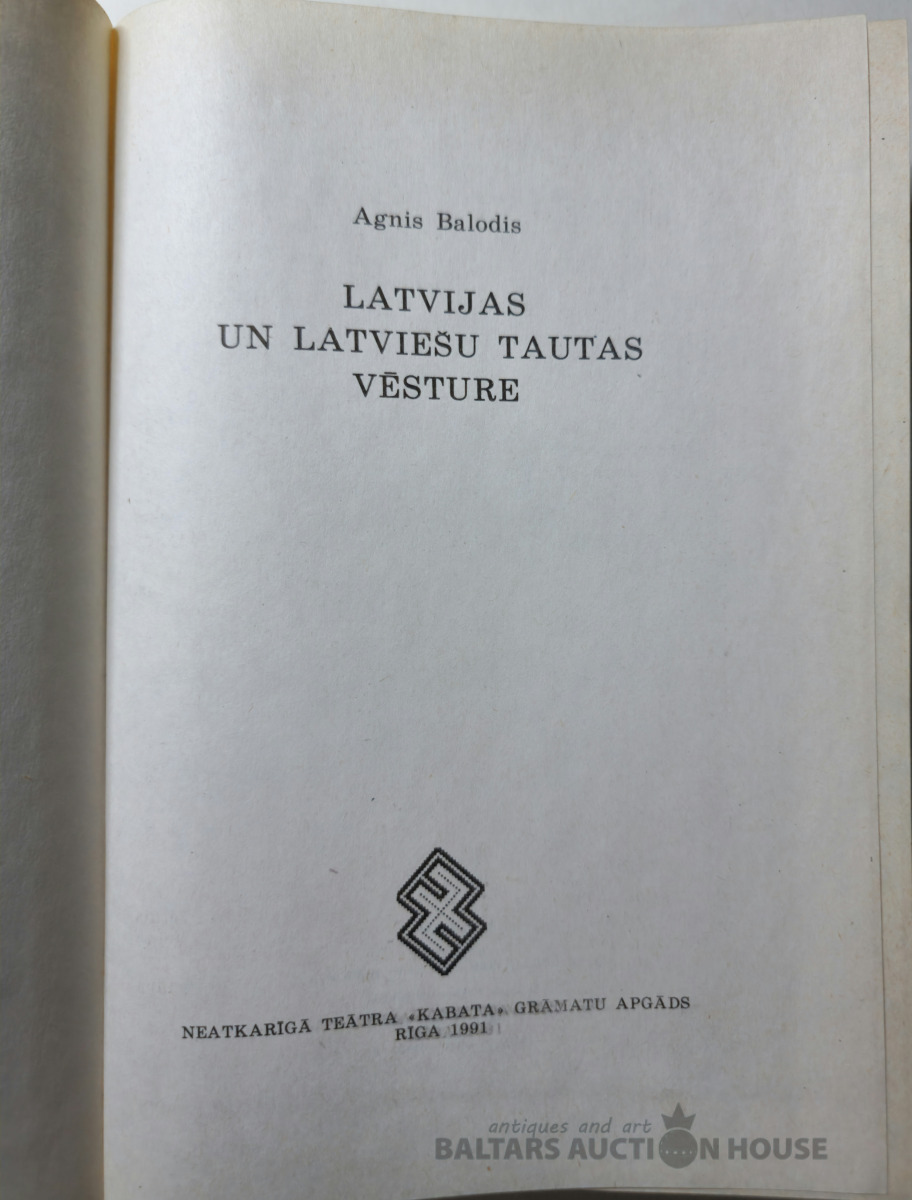 Agnis Balodis
LATVIJAS
UN LATVIEŠU TAUTAS
VĒSTURE
NEATKARĪGĀ TEĀTRA «KABATA» GRĀMATU APGĀDS
RĪGA 1991
antiques and art
BALTARS AUCTION HOUSE